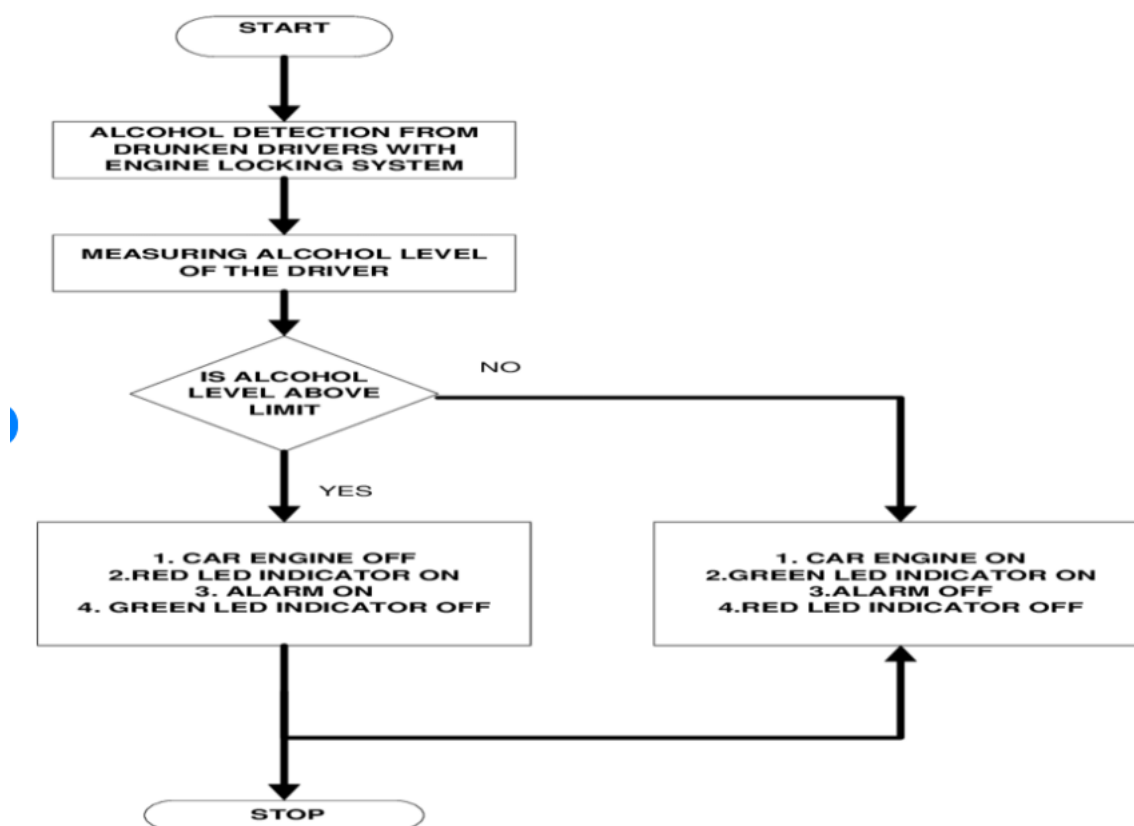 START
ALCOHOL DETECTION FROM
DRUNKEN DRIVERS WITH
ENGINE LOCKING SYSTEM
MEASURING ALCOHOL LEVEL
OF THE DRIVER
IS ALCOHOL
LEVEL ABOVE
LIMIT
NO
YES
1. CAR ENGINE OFF
2.RED LED INDICATOR ON
3. ALARM ON
4. GREEN LED INDICATOR OFF
1. CAR ENGINE ON
2.GREEN LED INDICATOR ON
3.ALARM OFF
4.RED LED INDICATOR OFF
STOP